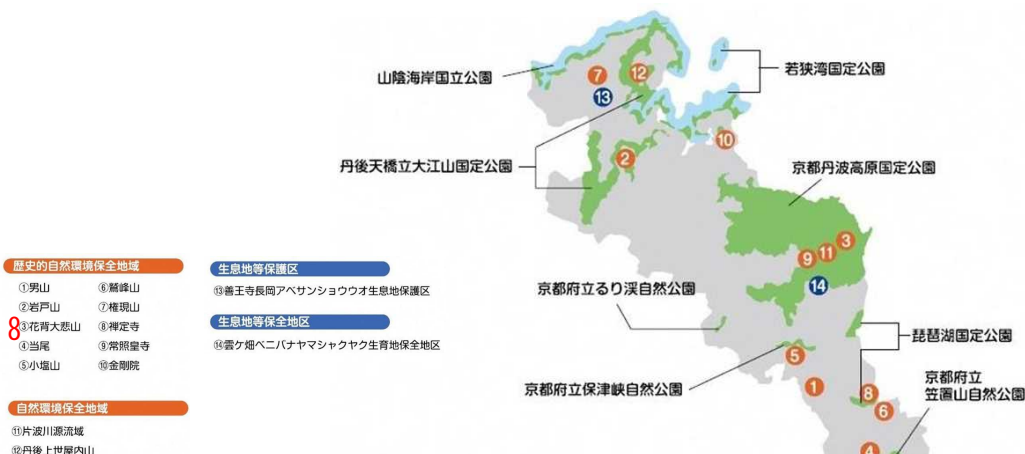 山陰海岸国立公園
若狭湾国定公園
⑦
⑫
⑬
⑩
丹後天橋立大江山国定公園
②
京都丹波高原国定公園
③
⑪
⑨
⑭
歴史的自然環境保全地域
①男山 ⑥鷲峰山
②岩戸山 ⑦権現山
8
③花背大悲山 ⑧禅定寺
④当尾 ⑨常照皇寺
⑤小塩山 ⑩金剛院
自然環境保全地域
⑪片波川源流域
⑫丹後上世屋内山
生息地等保護区
⑬善王寺長岡アベサンショウウオ生息地保護区
生息地等保全地区
⑭雲ケ畑ベニバナヤマシャクヤク生育地保全地区
京都府立るり渓自然公園
琵琶湖国定公園
⑤
京都府立保津峡自然公園
①
⑧
⑥
京都府立
笠置山自然公園
④